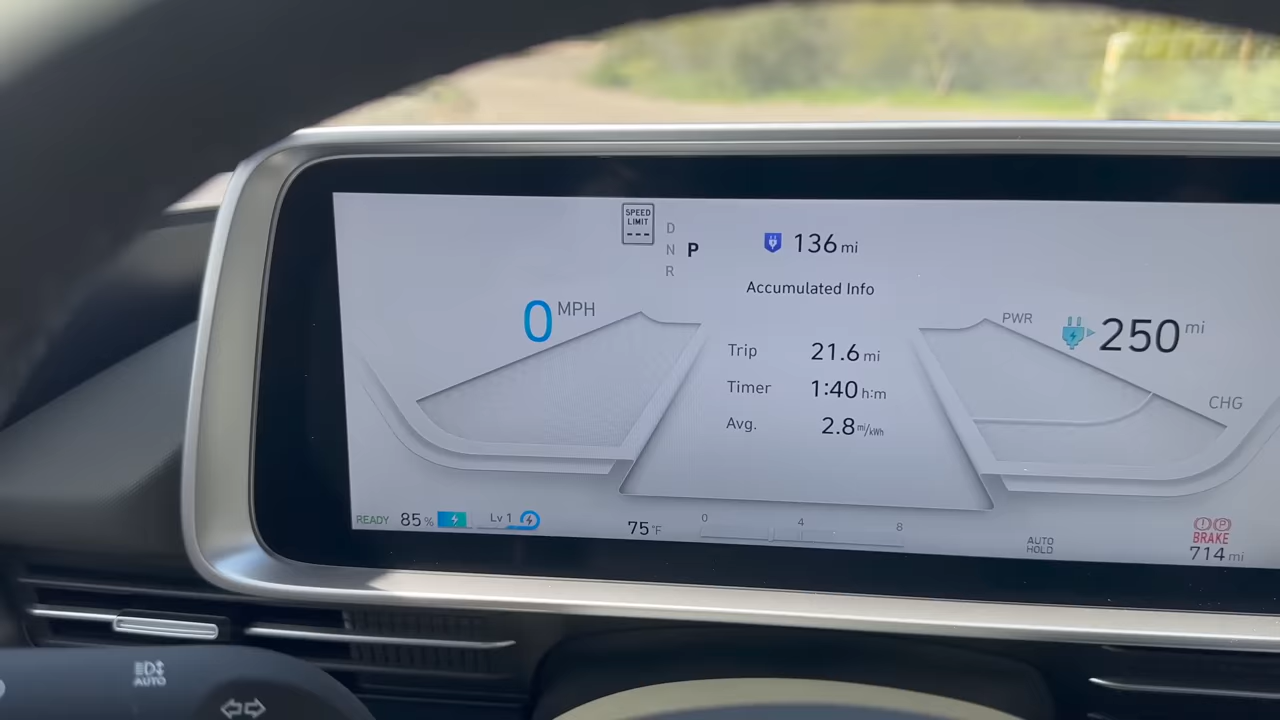 SPEED
LIMIT
---
D
N P
R
136 mi
Accumulated Info
0 MPH
Trip 21.6 mi
Timer 1:40 h:m
Avg. 2.8 mi/kWh
PWR
250 mi
CHG
READY 85% Lv 1
75°F
0 4 8
AUTO
HOLD
P
BRAKE
714 mi
AUTO